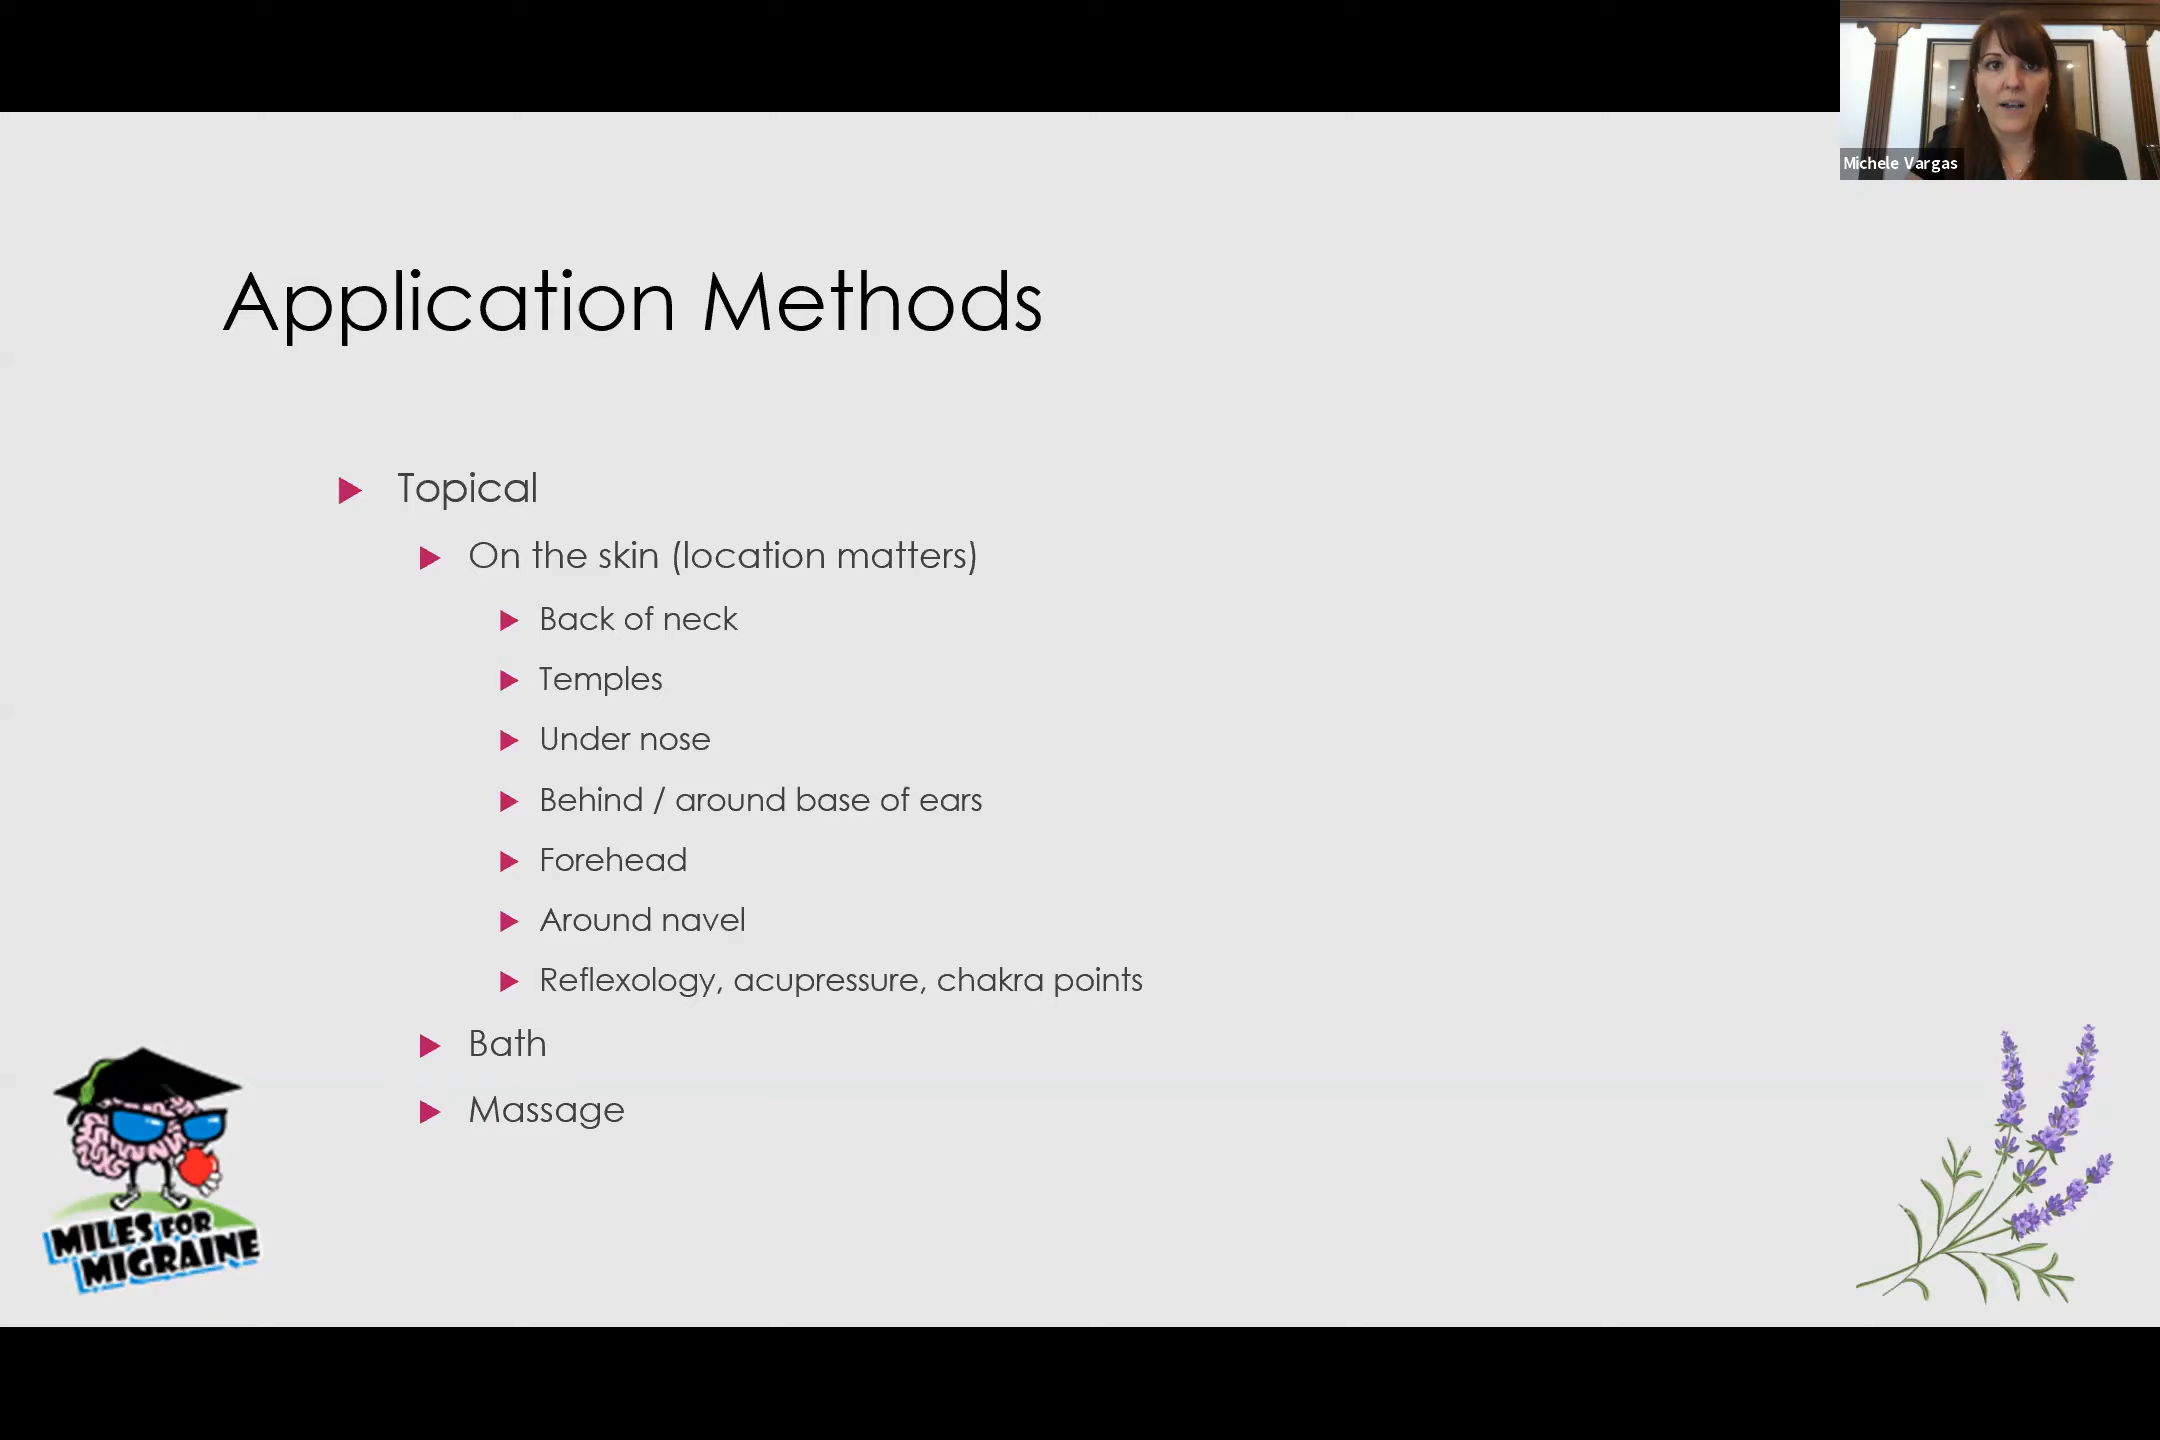 Michele Vargas
Application Methods
Topical
On the skin (location matters)
Back of neck
Temples
Under nose
Behind / around base of ears
Forehead
Around navel
Reflexology, acupressure, chakra points
Bath
Massage
MILES FOR
MIGRAINE